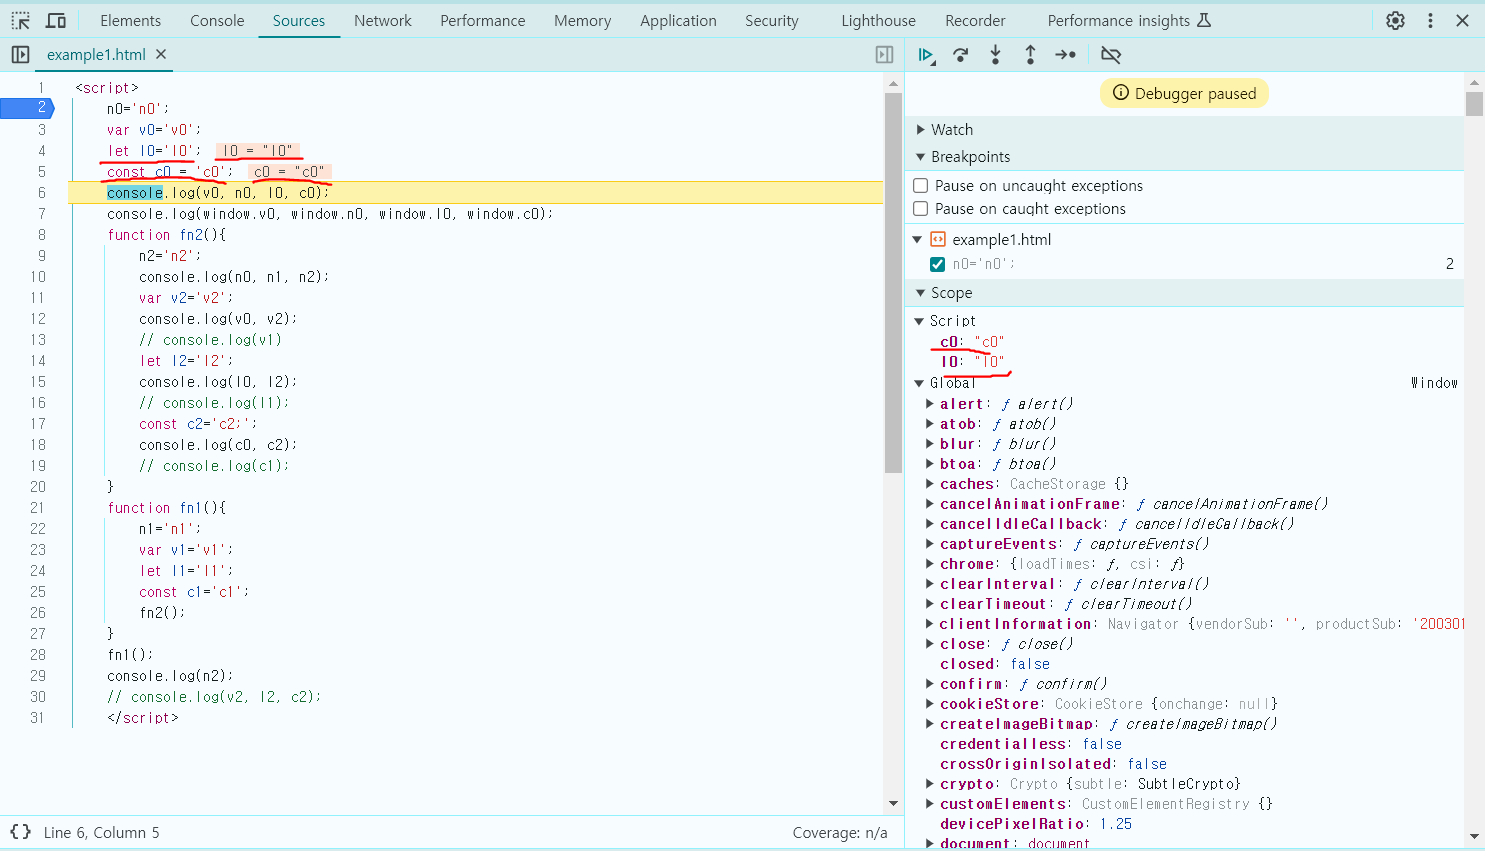 Elements Console Sources Network Performance Memory Application Security Lighthouse Recorder Performance insights
example1.html
1 <script>
2 n0='n0';
3 var v0='v0';
4 let l0='l0'; l0 = "l0"
5 const c0 = 'c0'; c0 = "c0"
6 console.log(v0, n0, l0, c0);
7 console.log(window.v0, window.n0, window.l0, window.c0);
8 function fn2(){
9 n2='n2';
10 console.log(n0, n1, n2);
11 var v2='v2';
12 console.log(v0, v2);
13 // console.log(v1)
14 let l2='l2';
15 console.log(l0, l2);
16 // console.log(l1);
17 const c2='c2;';
18 console.log(c0, c2);
19 // console.log(c1);
20 }
21 function fn1(){
22 n1='n1';
23 var v1='v1';
24 let l1='l1';
25 const c1='c1';
26 fn2();
27 }
28 fn1();
29 console.log(n2);
30 // console.log(v2, l2, c2);
31 </script>
{} Line 6, Column 5 Coverage: n/a
Debugger paused
Watch
Breakpoints
Pause on uncaught exceptions
Pause on caught exceptions
example1.html
n0='n0'; 2
Scope
Script
c0: "c0"
l0: "l0"
Global Window
alert: ƒ alert()
atob: ƒ atob()
blur: ƒ blur()
btoa: ƒ btoa()
caches: CacheStorage {}
cancelAnimationFrame: ƒ cancelAnimationFrame()
cancelIdleCallback: ƒ cancelIdleCallback()
captureEvents: ƒ captureEvents()
chrome: {loadTimes: ƒ, csi: ƒ}
clearInterval: ƒ clearInterval()
clearTimeout: ƒ clearTimeout()
clientInformation: Navigator {vendorSub: '', productSub: '200301
close: ƒ close()
closed: false
confirm: ƒ confirm()
cookieStore: CookieStore {onchange: null}
createImageBitmap: ƒ createImageBitmap()
credentialless: false
crossOriginIsolated: false
crypto: Crypto {subtle: SubtleCrypto}
customElements: CustomElementRegistry {}
devicePixelRatio: 1.25
document: document